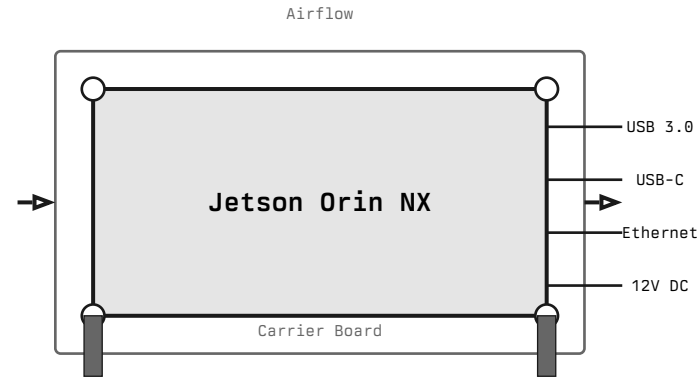 Airflow
USB 3.0
USB-C
Jetson Orin NX
Ethernet
12V DC
Carrier Board